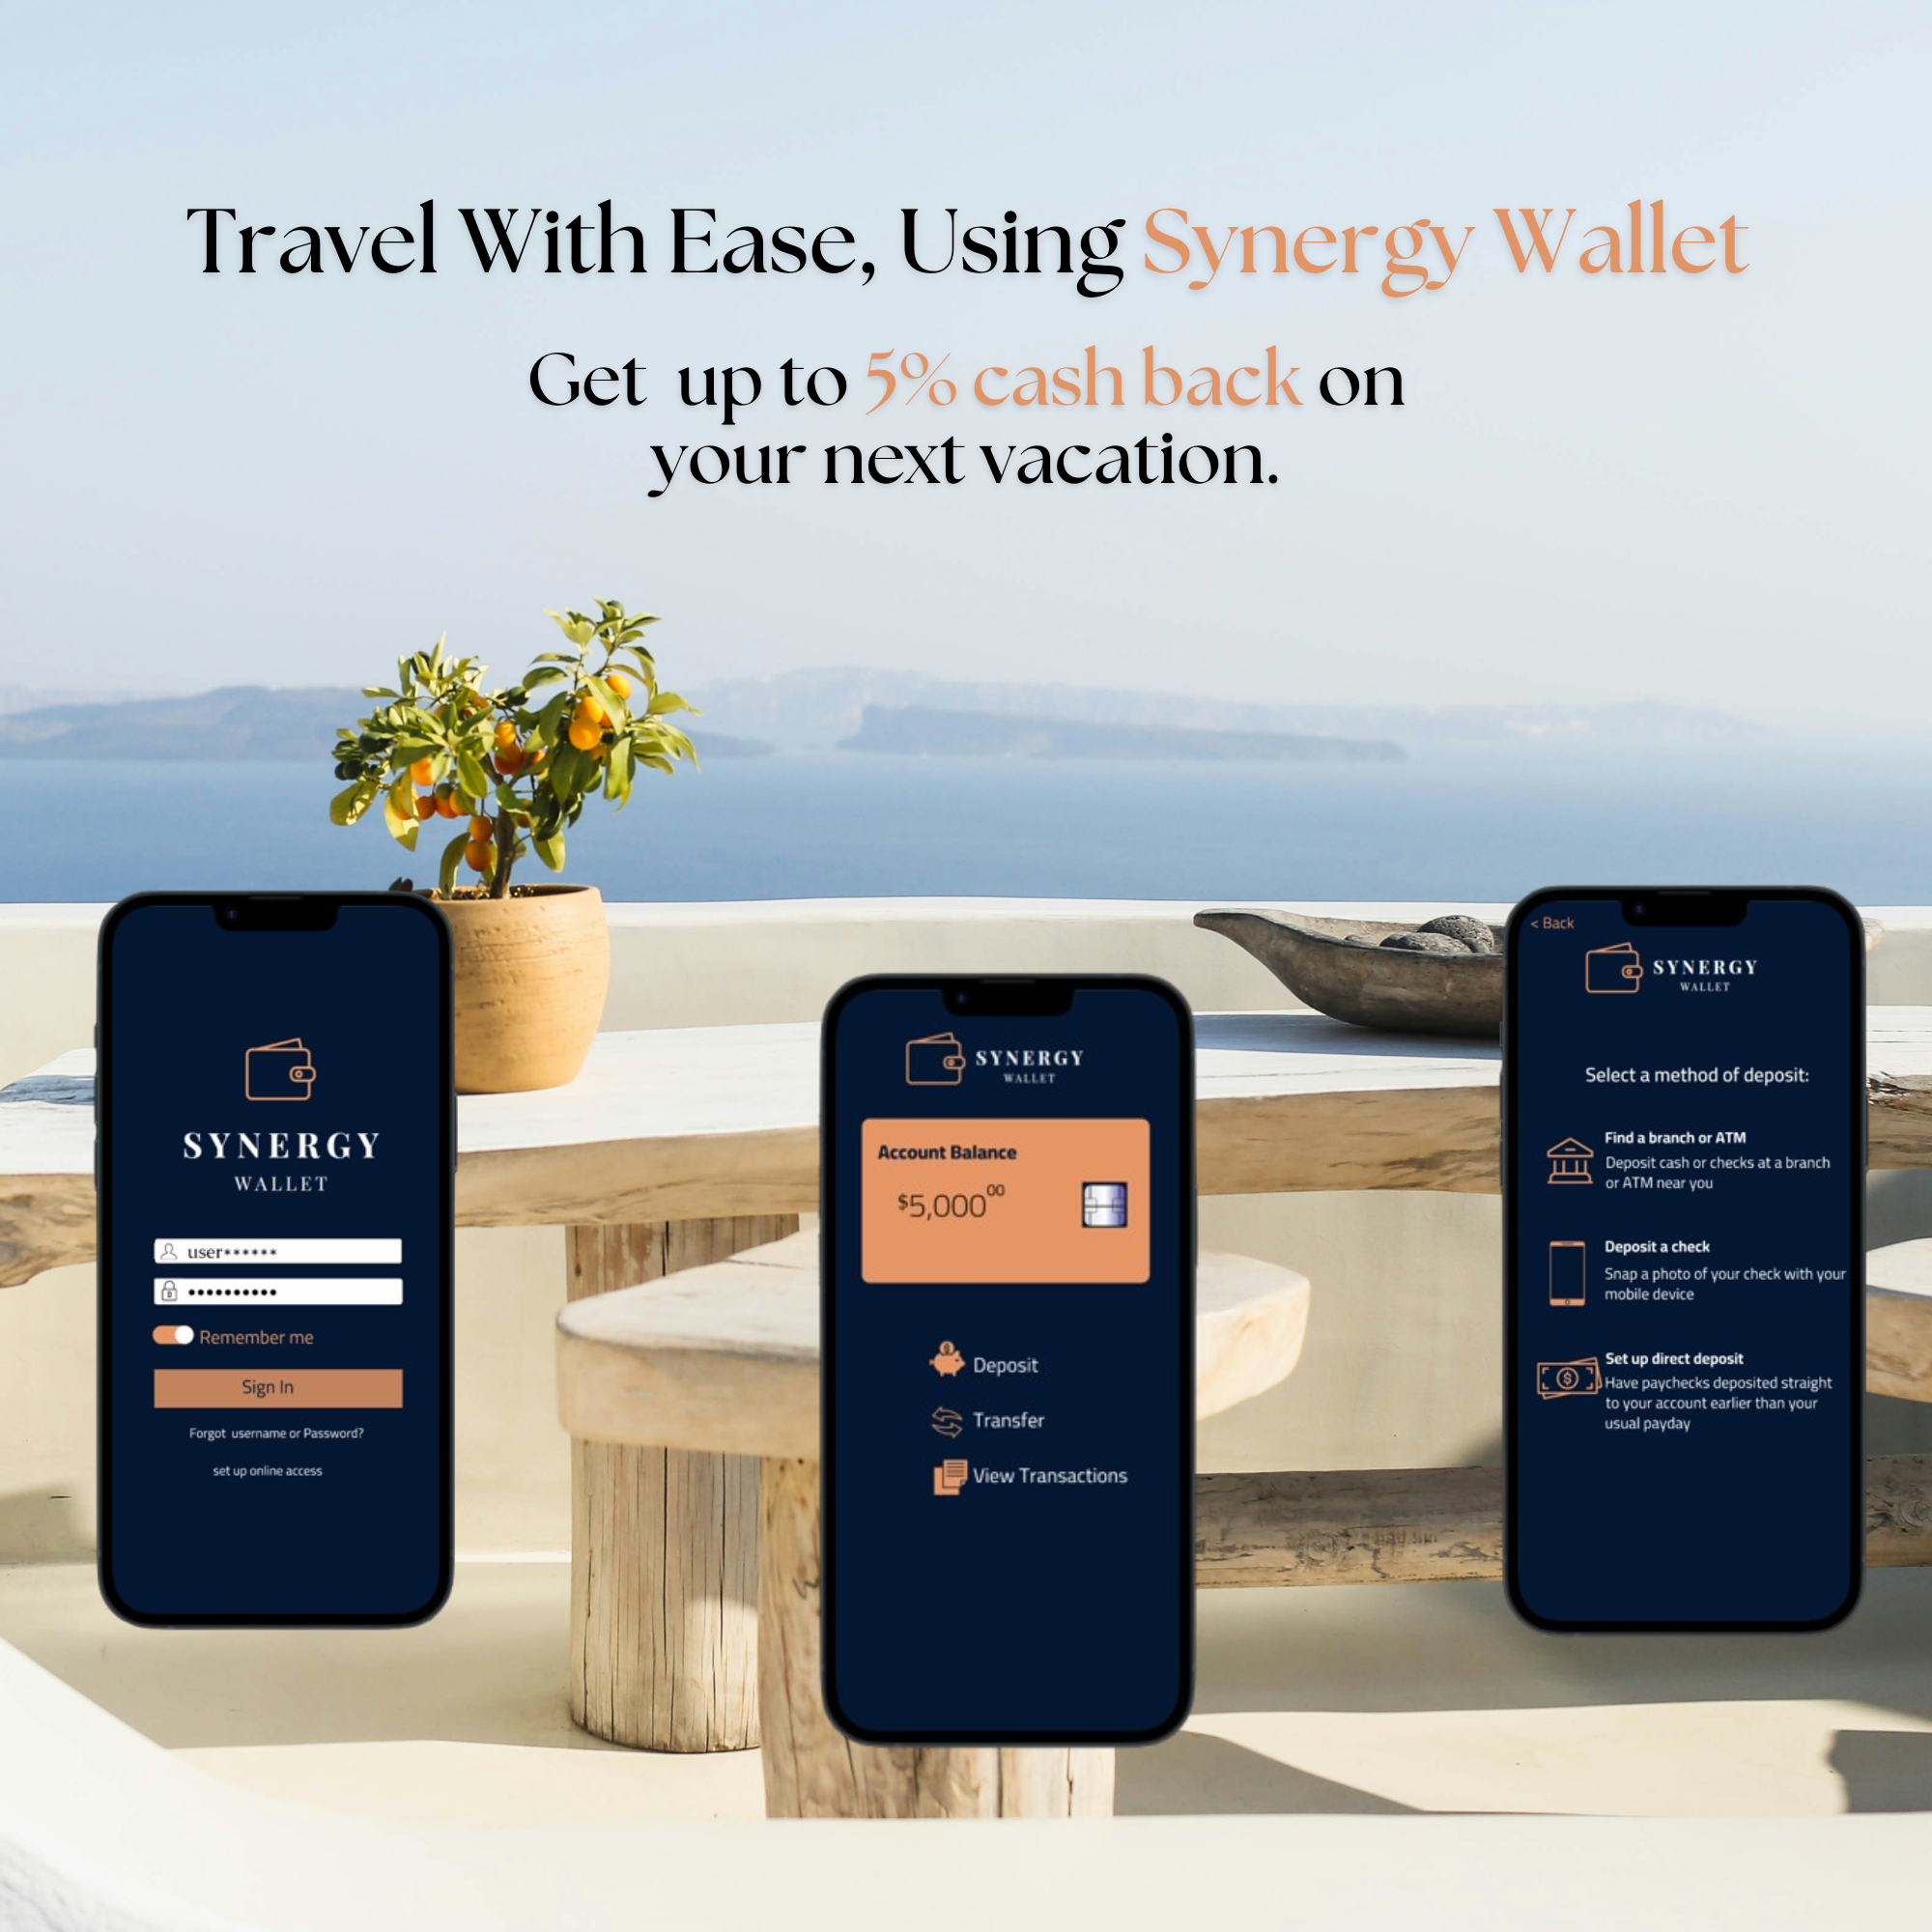 Travel With Ease, Using Synergy Wallet
Get up to 5% cash back on
your next vacation.
SYNERGY
WALLET
user******
••••••••••
Remember me
Sign In
Forgot username or Password?
set up online access
SYNERGY
WALLET
Account Balance
$5,000⁰⁰
Deposit
Transfer
View Transactions
< Back
SYNERGY
WALLET
Select a method of deposit:
Find a branch or ATM
Deposit cash or checks at a branch
or ATM near you
Deposit a check
Snap a photo of your check with your
mobile device
Set up direct deposit
Have paychecks deposited straight
to your account earlier than your
usual payday